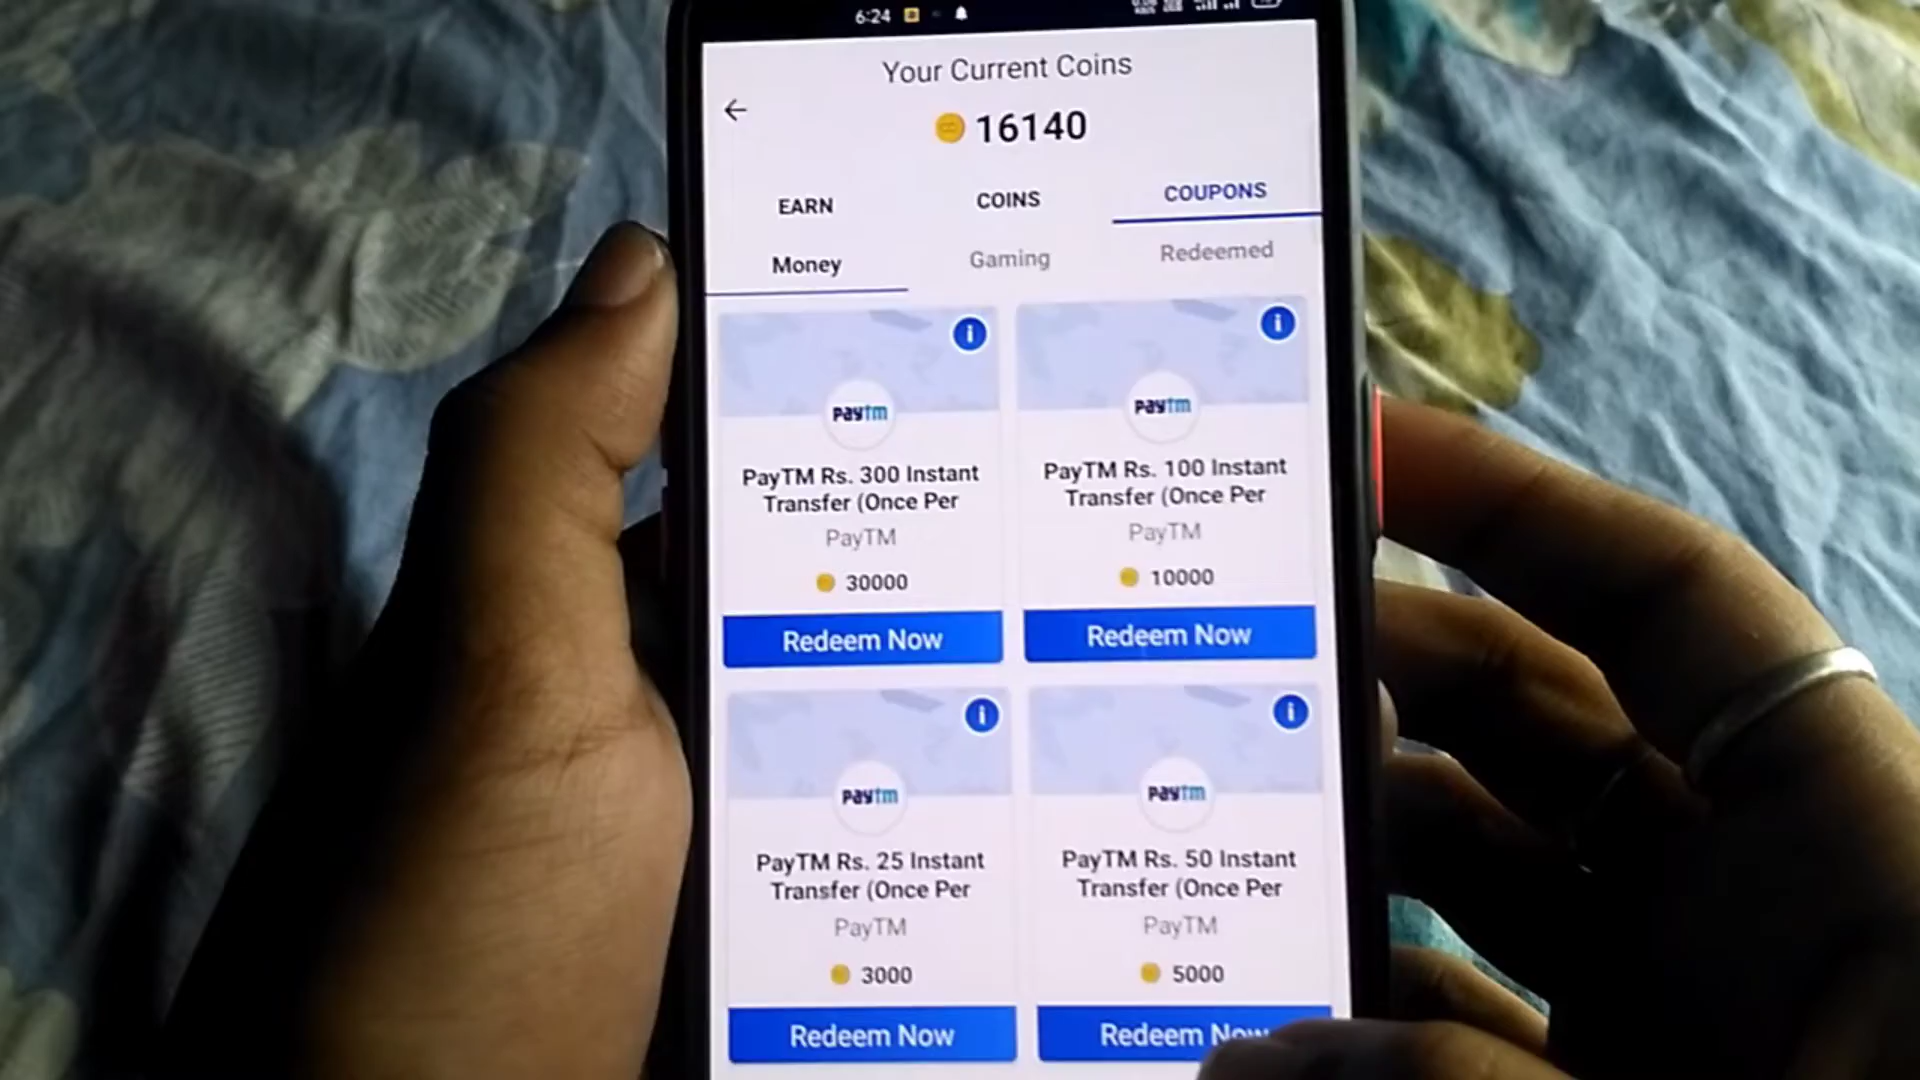 6:24
Your Current Coins
16140
EARN
COINS
COUPONS
Money
Gaming
Redeemed
paytm
PayTM Rs. 300 Instant
Transfer (Once Per
PayTM
30000
Redeem Now
paytm
PayTM Rs. 100 Instant
Transfer (Once Per
PayTM
10000
Redeem Now
paytm
PayTM Rs. 25 Instant
Transfer (Once Per
PayTM
3000
Redeem Now
paytm
PayTM Rs. 50 Instant
Transfer (Once Per
PayTM
5000
Redeem Now